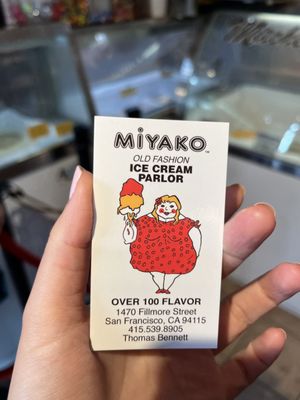 MiYAKO™
OLD FASHION
ICE CREAM
PARLOR
OVER 100 FLAVOR
1470 Fillmore Street
San Francisco, CA 94115
415.539.8905
Thomas Bennett